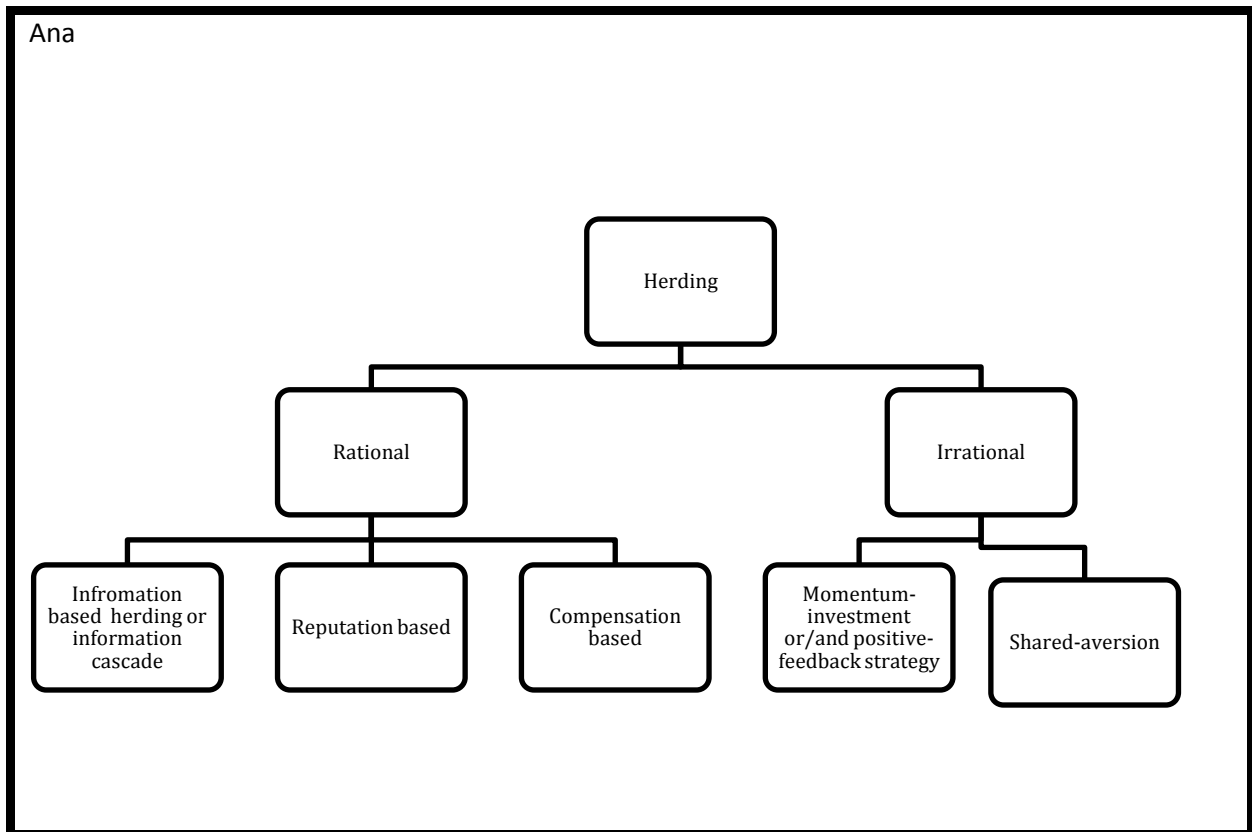 Ana
Herding
Rational
Irrational
Infromation
based  herding or
information
cascade
Reputation based
Compensation
based
Momentum-
investment
or/and positive-
feedback strategy
Shared-aversion